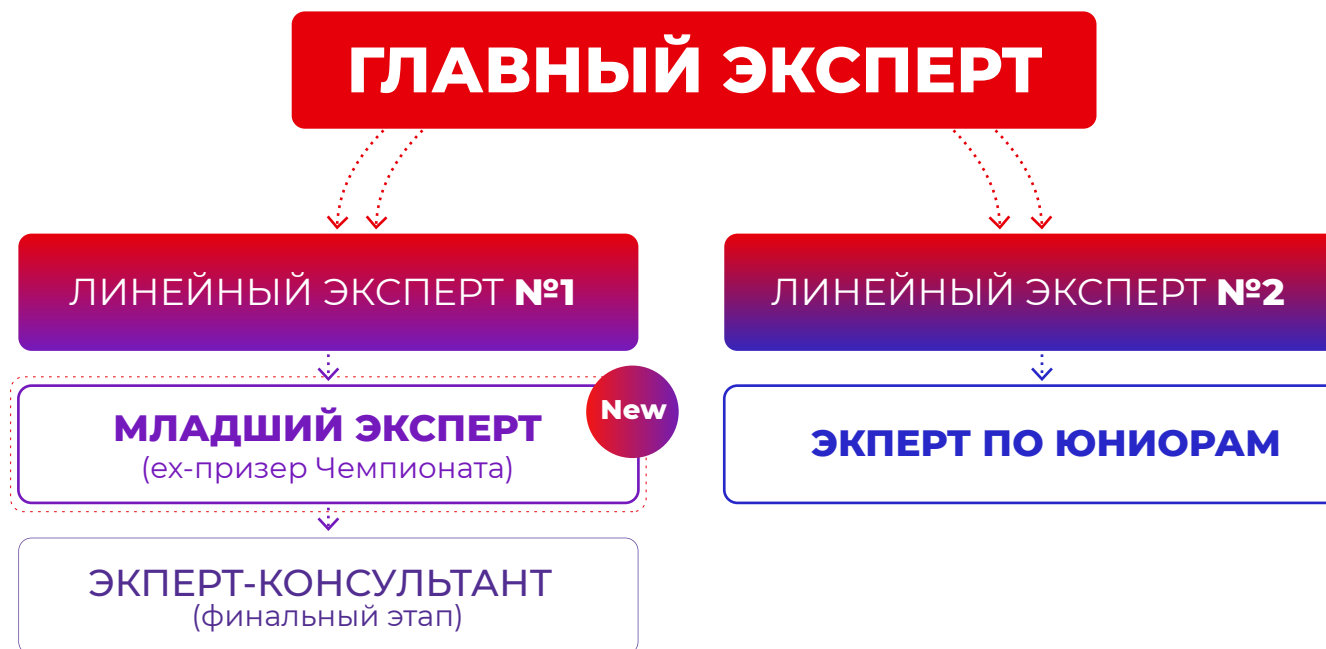 ГЛАВНЫЙ ЭКСПЕРТ
ЛИНЕЙНЫЙ ЭКСПЕРТ №1
ЛИНЕЙНЫЙ ЭКСПЕРТ №2
New
МЛАДШИЙ ЭКСПЕРТ
(ех-призер Чемпионата)
ЭКПЕРТ ПО ЮНИОРАМ
ЭКПЕРТ-КОНСУЛЬТАНТ
(финальный этап)